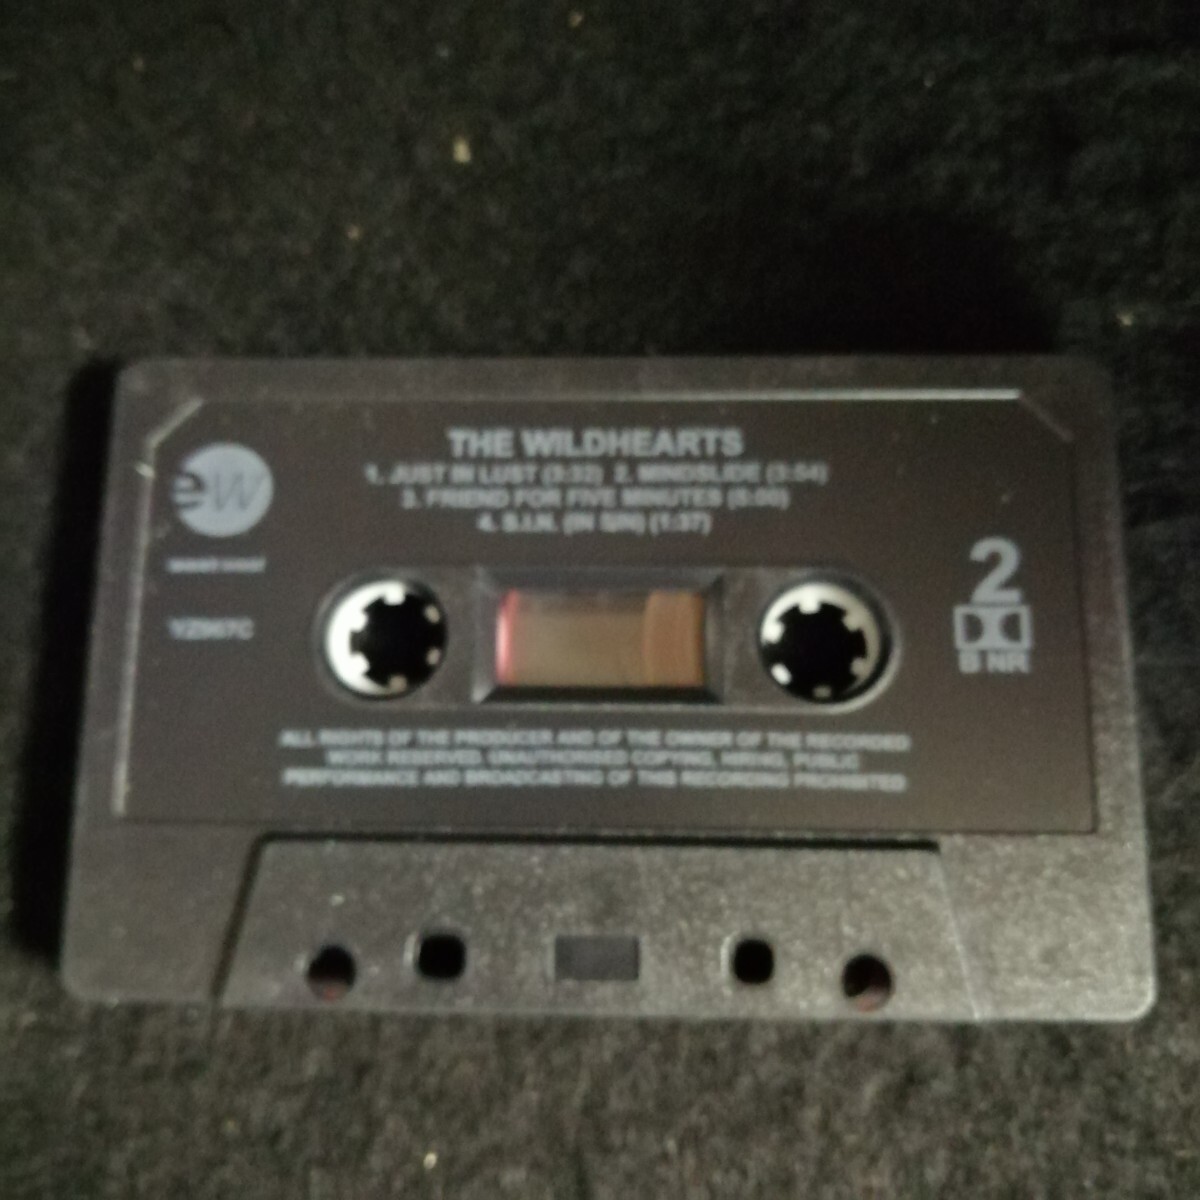 THE WILDHEARTS
1. JUST IN LUST (3:32) 2. MINDSLIDE (3:54)
3. FRIEND FOR FIVE MINUTES (5:00)
4. S.I.N. (IN SIN) (1:37)
ew
eastwest
YZ967C
2
B NR
ALL RIGHTS OF THE PRODUCER AND OF THE OWNER OF THE RECORDED
WORK RESERVED. UNAUTHORISED COPYING, HIRING, PUBLIC
PERFORMANCE AND BROADCASTING OF THIS RECORDING PROHIBITED